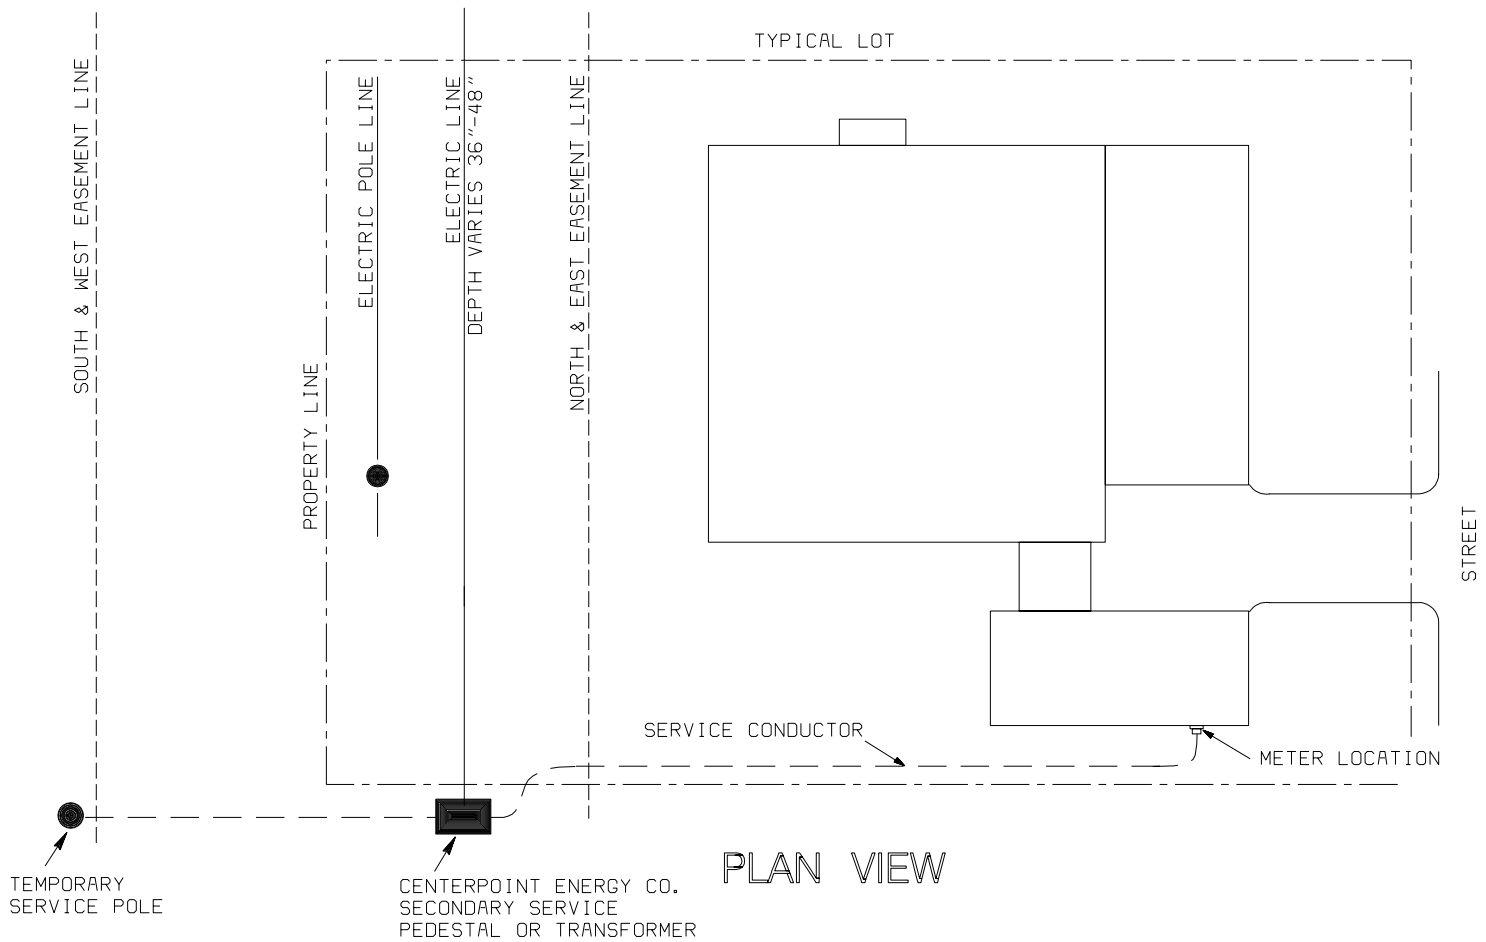 TYPICAL LOT
SOUTH & WEST EASEMENT LINE
ELECTRIC POLE LINE
ELECTRIC LINE
DEPTH VARIES 36"-48"
NORTH & EAST EASEMENT LINE
PROPERTY LINE
STREET
SERVICE CONDUCTOR
METER LOCATION
TEMPORARY
SERVICE POLE
CENTERPOINT ENERGY CO.
SECONDARY SERVICE
PEDESTAL OR TRANSFORMER
PLAN VIEW